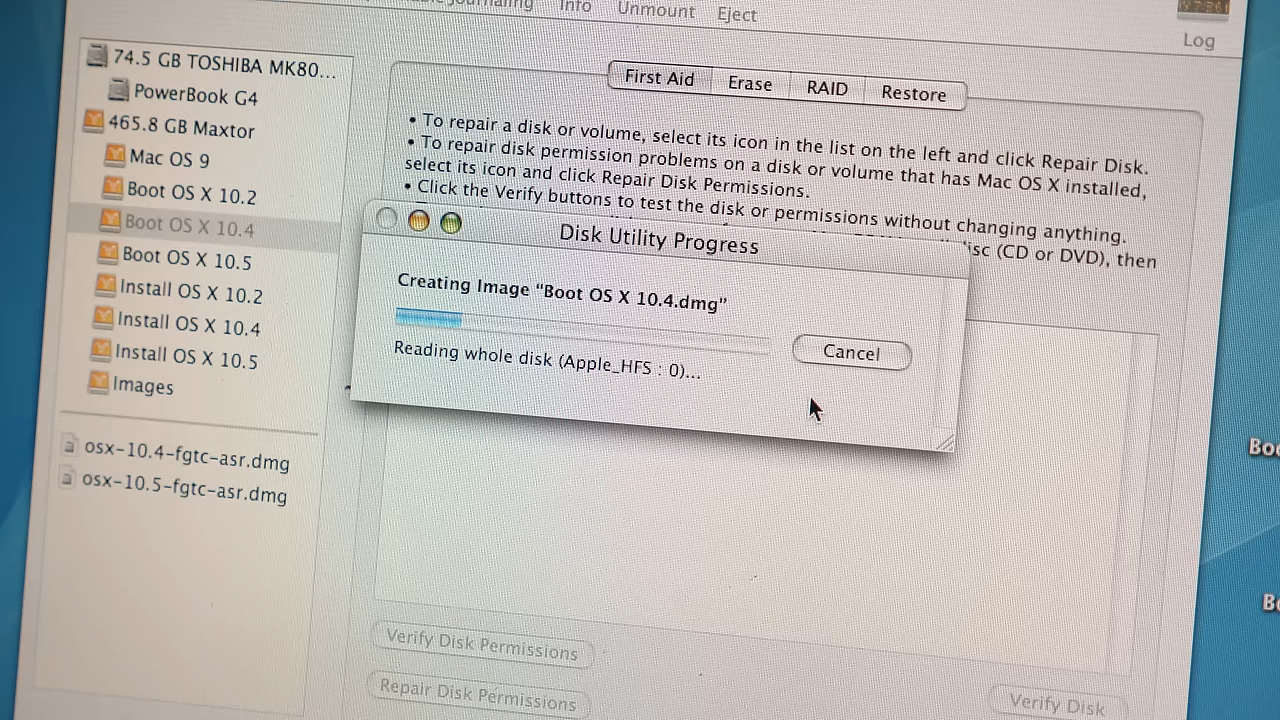 Info Unmount Eject
Log
74.5 GB TOSHIBA MK80...
PowerBook G4
465.8 GB Maxtor
Mac OS 9
Boot OS X 10.2
Boot OS X 10.4
Boot OS X 10.5
Install OS X 10.2
Install OS X 10.4
Install OS X 10.5
Images
osx-10.4-fgtc-asr.dmg
osx-10.5-fgtc-asr.dmg
First Aid Erase RAID Restore
• To repair a disk or volume, select its icon in the list on the left and click Repair Disk.
• To repair disk permission problems on a disk or volume that has Mac OS X installed,
select its icon and click Repair Disk Permissions.
• Click the Verify buttons to test the disk or permissions without changing anything.
(CD or DVD), then
Disk Utility Progress
Creating Image “Boot OS X 10.4.dmg”
Cancel
Reading whole disk (Apple_HFS : 0)...
Verify Disk Permissions
Repair Disk Permissions
Verify Disk